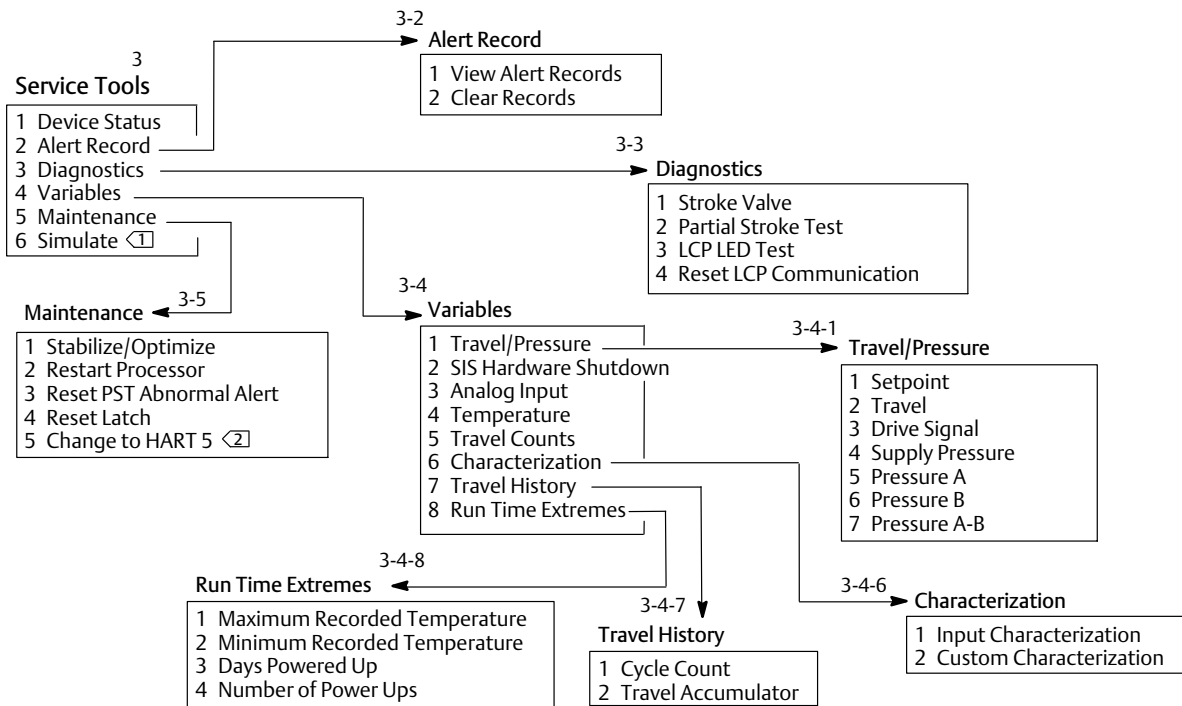 3
Service Tools
1 Device Status
2 Alert Record
3 Diagnostics
4 Variables
5 Maintenance
6 Simulate 1
3-2
Alert Record
1 View Alert Records
2 Clear Records
3-3
Diagnostics
1 Stroke Valve
2 Partial Stroke Test
3 LCP LED Test
4 Reset LCP Communication
3-5
Maintenance
1 Stabilize/Optimize
2 Restart Processor
3 Reset PST Abnormal Alert
4 Reset Latch
5 Change to HART 5 2
3-4
Variables
1 Travel/Pressure
2 SIS Hardware Shutdown
3 Analog Input
4 Temperature
5 Travel Counts
6 Characterization
7 Travel History
8 Run Time Extremes
3-4-1
Travel/Pressure
1 Setpoint
2 Travel
3 Drive Signal
4 Supply Pressure
5 Pressure A
6 Pressure B
7 Pressure A-B
3-4-8
Run Time Extremes
1 Maximum Recorded Temperature
2 Minimum Recorded Temperature
3 Days Powered Up
4 Number of Power Ups
3-4-7
Travel History
1 Cycle Count
2 Travel Accumulator
3-4-6
Characterization
1 Input Characterization
2 Custom Characterization